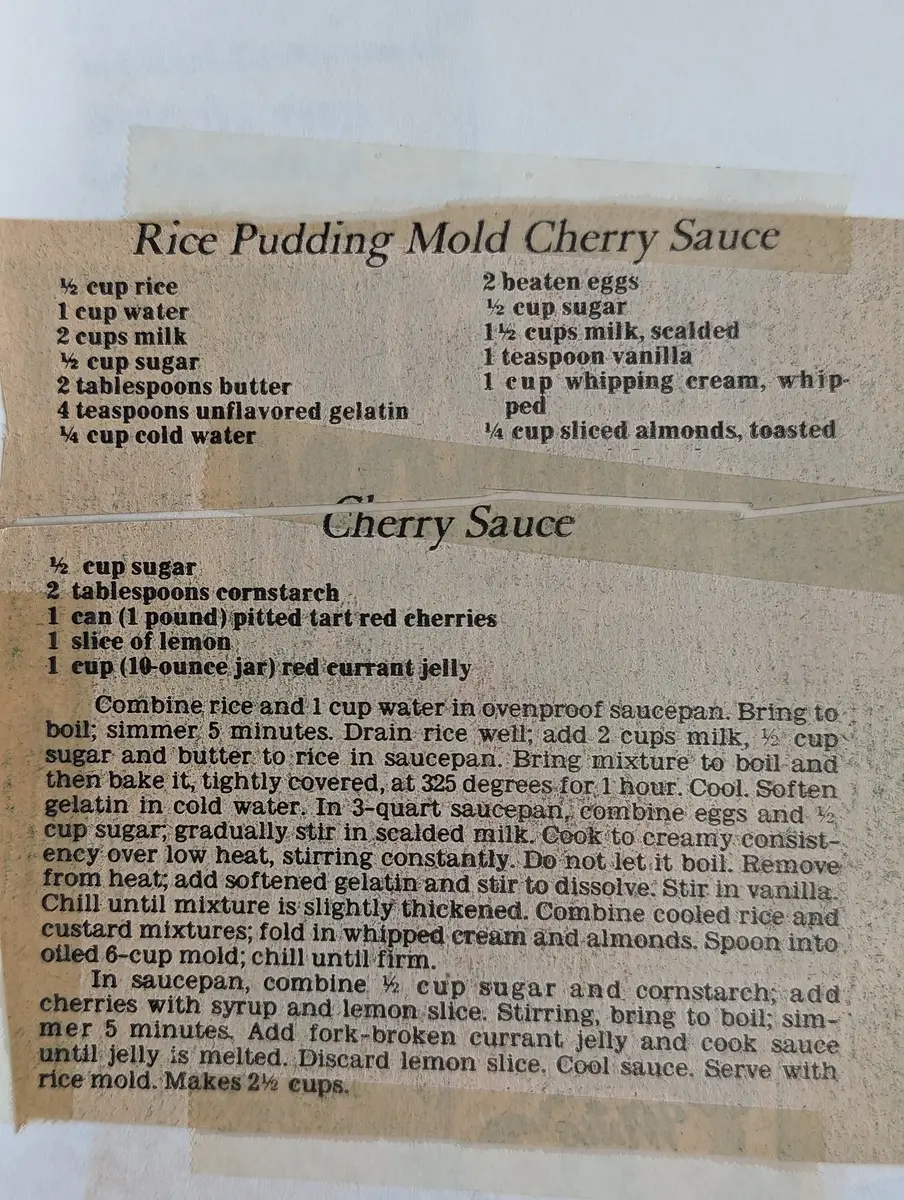 Rice Pudding Mold Cherry Sauce
½ cup rice
1 cup water
2 cups milk
½ cup sugar
2 tablespoons butter
4 teaspoons unflavored gelatin
¼ cup cold water
2 beaten eggs
½ cup sugar
1½ cups milk, scalded
1 teaspoon vanilla
1 cup whipping cream, whip-
ped
¼ cup sliced almonds, toasted
Cherry Sauce
½ cup sugar
2 tablespoons cornstarch
1 can (1 pound) pitted tart red cherries
1 slice of lemon
1 cup (10-ounce jar) red currant jelly
Combine rice and 1 cup water in ovenproof saucepan. Bring to
boil; simmer 5 minutes. Drain rice well; add 2 cups milk, ½ cup
sugar and butter to rice in saucepan. Bring mixture to boil and
then bake it, tightly covered, at 325 degrees for 1 hour. Cool. Soften
gelatin in cold water. In 3-quart saucepan, combine eggs and ½
cup sugar; gradually stir in scalded milk. Cook to creamy consist-
ency over low heat, stirring constantly. Do not let it boil. Remove
from heat; add softened gelatin and stir to dissolve. Stir in vanilla.
Chill until mixture is slightly thickened. Combine cooled rice and
custard mixtures; fold in whipped cream and almonds. Spoon into
oiled 6-cup mold; chill until firm.
In saucepan, combine ½ cup sugar and cornstarch; add
cherries with syrup and lemon slice. Stirring, bring to boil; sim-
mer 5 minutes. Add fork-broken currant jelly and cook sauce
until jelly is melted. Discard lemon slice. Cool sauce. Serve with
rice mold. Makes 2½ cups.